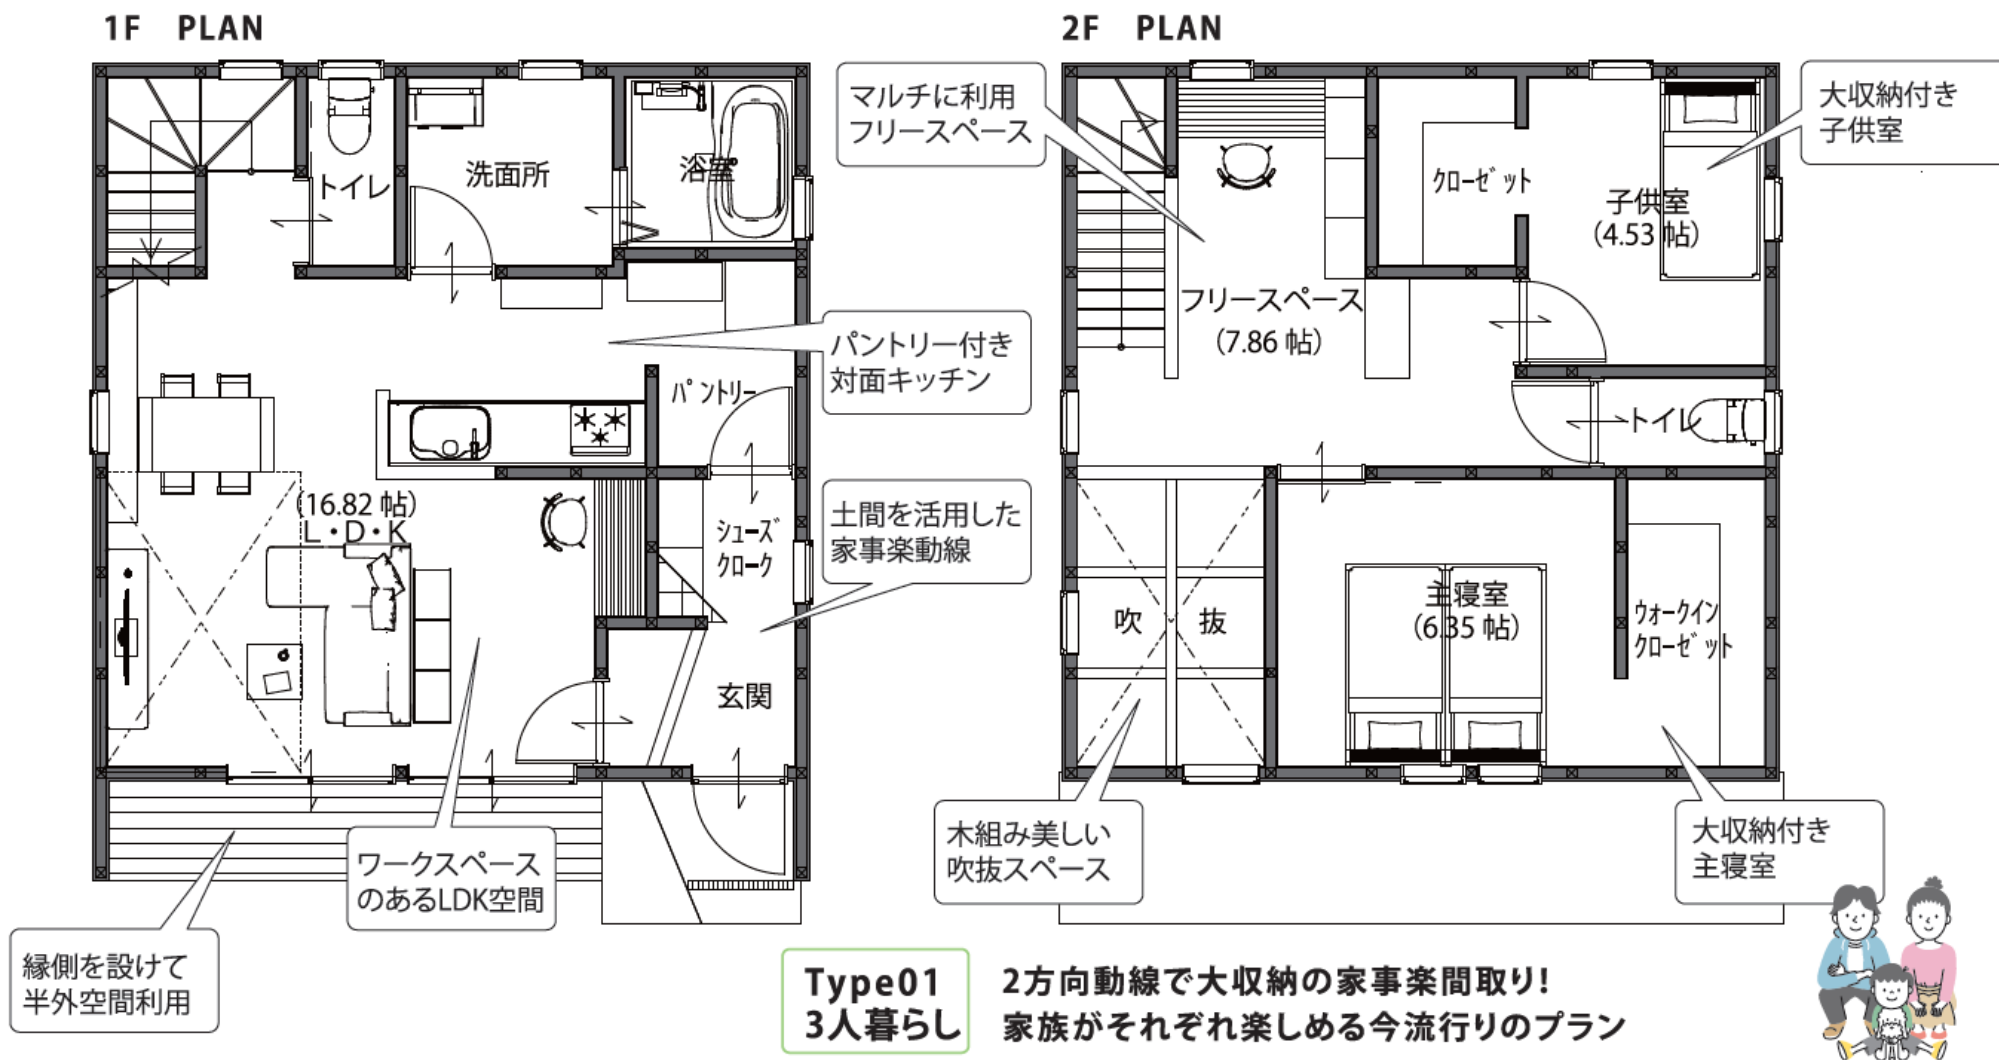 1F PLAN
トイレ
洗面所
浴室
パントリー付き
対面キッチン
パントリー
(16.82 帖)
L・D・K
シューズ
クローク
土間を活用した
家事楽動線
玄関
ワークスペース
のあるLDK空間
縁側を設けて
半外空間利用
2F PLAN
マルチに利用
フリースペース
クローゼット
大収納付き
子供室
子供室
(4.53 帖)
フリースペース
(7.86 帖)
トイレ
吹 抜
主寝室
(6.35 帖)
ウォークイン
クローゼット
木組み美しい
吹抜スペース
大収納付き
主寝室
Type01
3人暮らし
2方向動線で大収納の家事楽間取り!
家族がそれぞれ楽しめる今流行りのプラン